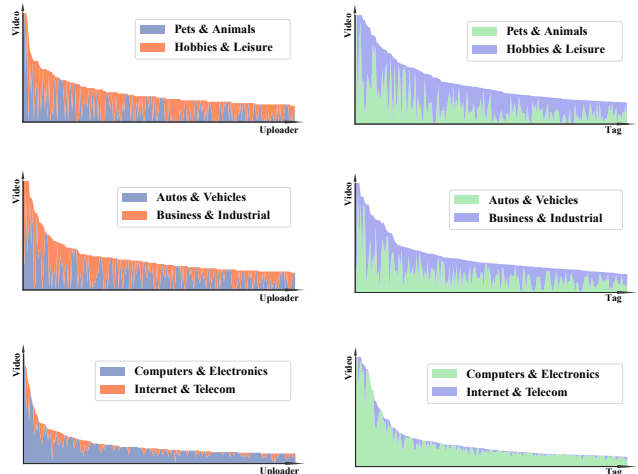 Video
Pets & Animals
Hobbies & Leisure
Uploader
Video
Pets & Animals
Hobbies & Leisure
Tag
Video
Autos & Vehicles
Business & Industrial
Uploader
Video
Autos & Vehicles
Business & Industrial
Tag
Video
Computers & Electronics
Internet & Telecom
Uploader
Video
Computers & Electronics
Internet & Telecom
Tag